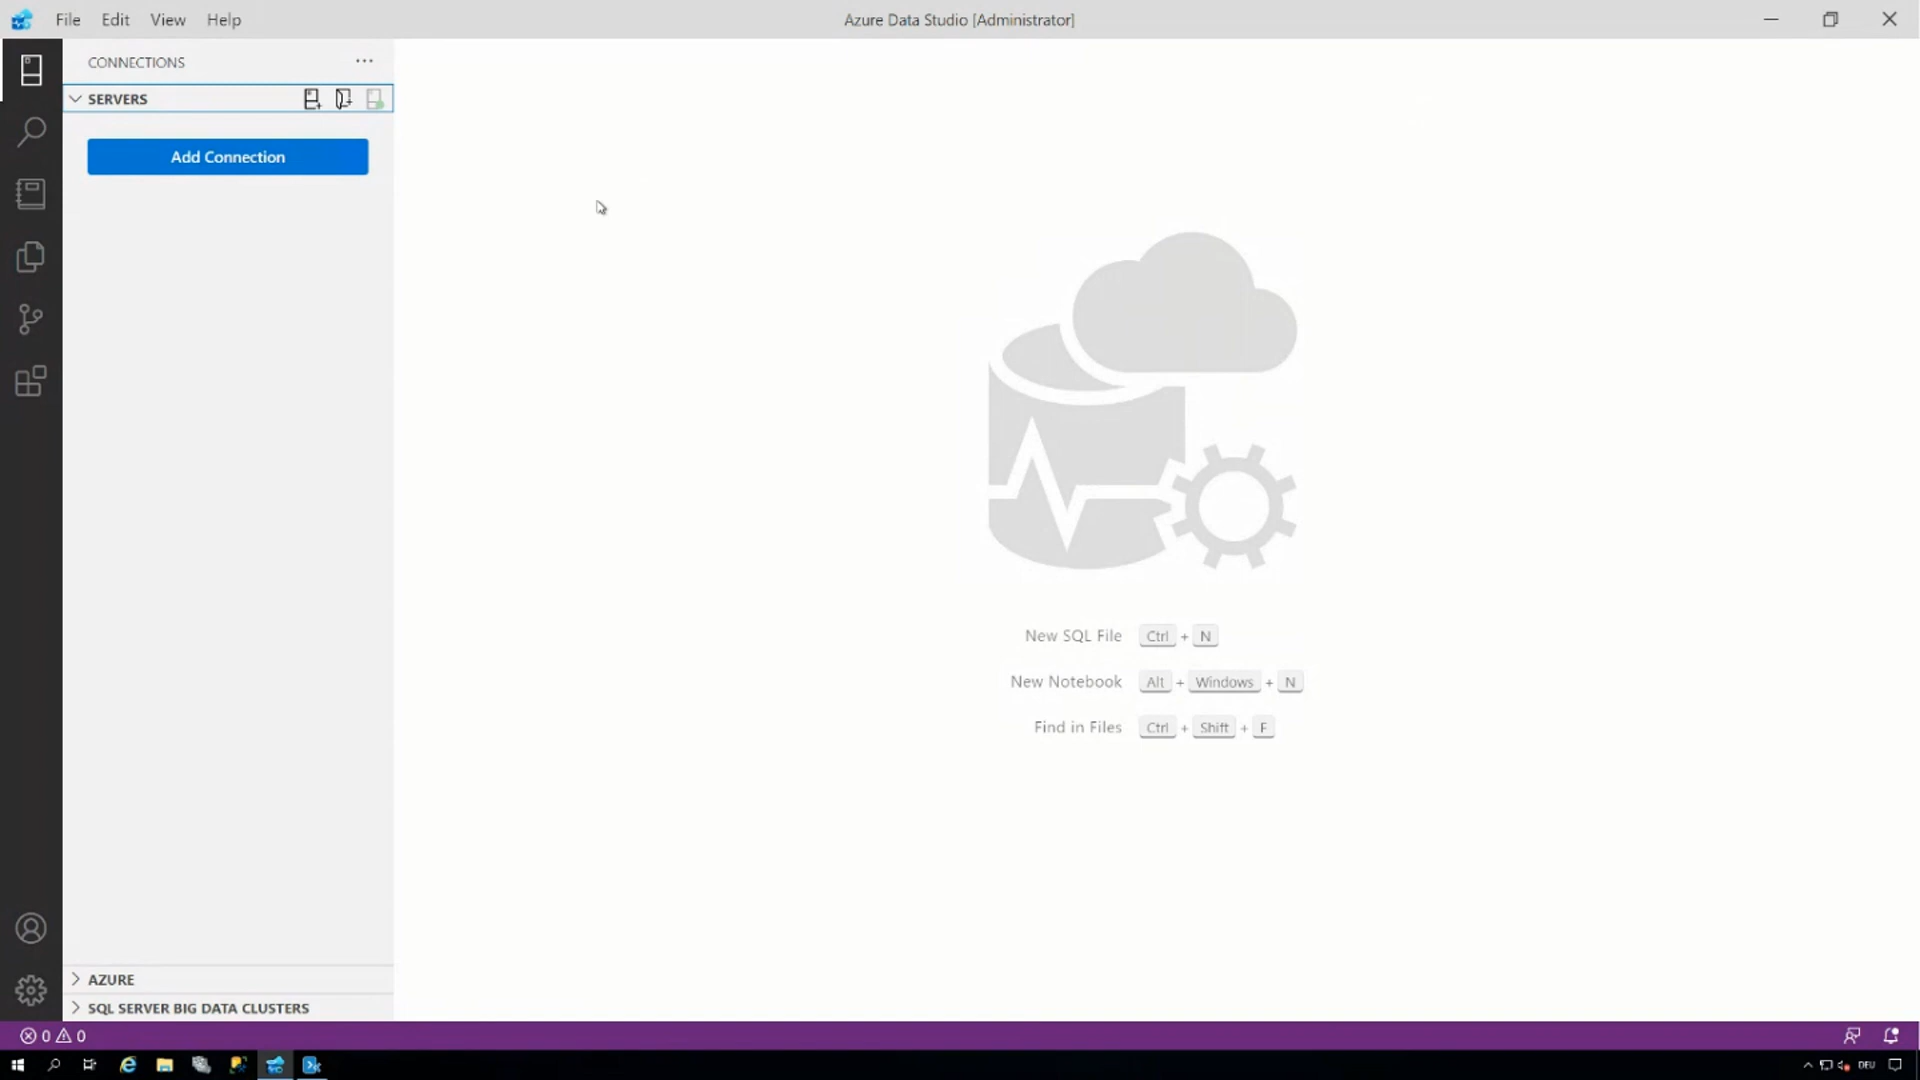 File Edit View Help
Azure Data Studio [Administrator]
CONNECTIONS
SERVERS
Add Connection
New SQL File Ctrl + N
New Notebook Alt + Windows + N
Find in Files Ctrl + Shift + F
AZURE
SQL SERVER BIG DATA CLUSTERS
0 0
DEU